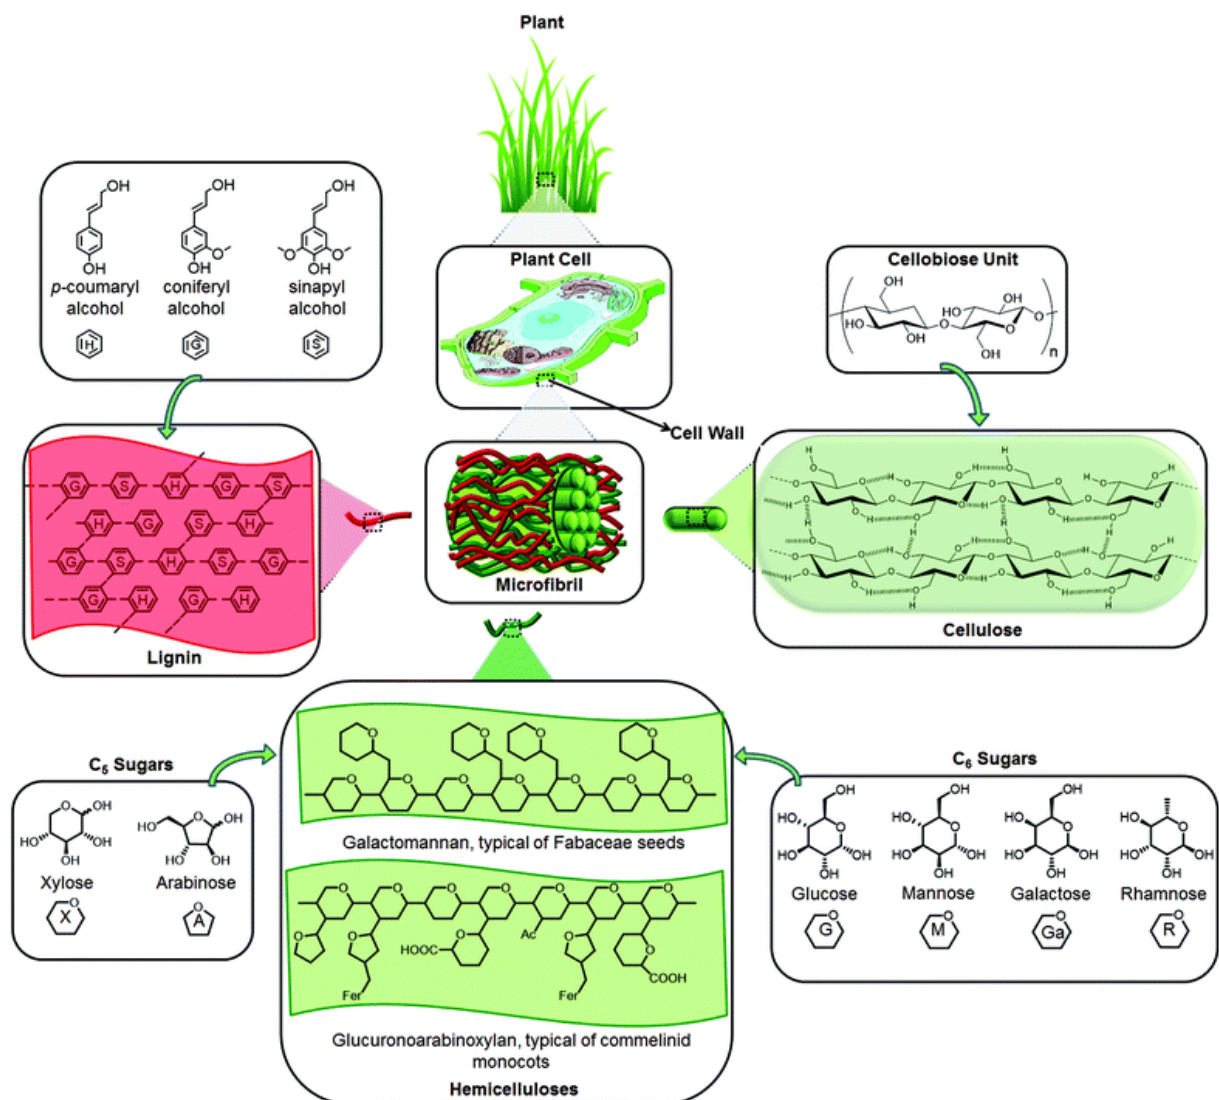 Plant
OH
OH
OH
OH
O
OH
O
O
OH
p-coumaryl
alcohol
coniferyl
alcohol
sinapyl
alcohol
H
G
S
Plant Cell
Cell Wall
Cellobiose Unit
OH
HO
OH
O
HO
OH
O
OH
O
n
G
S
H
G
S
H
G
S
H
G
S
H
S
G
G
H
G
H
Lignin
Microfibril
Cellulose
C5 Sugars
O
OH
HO
OH
OH
Xylose
O
X
HO
O
OH
HO
OH
Arabinose
O
A
O
O
O
O
O
O
O
O
O
O
O
Galactomannan, typical of Fabaceae seeds
O
O
O
O
O
O
O
O
O
HOOC
O
Ac
O
O
COOH
Fer
Fer
Glucuronoarabinoxylan, typical of commelinid
monocots
Hemicelluloses
C6 Sugars
OH
HO
O
HO
OH
OH
Glucose
O
G
OH
HO
O
HO
OH
OH
Mannose
O
M
OH
HO
O
HO
OH
OH
Galactose
O
Ga
HO
O
HO
OH
OH
Rhamnose
O
R